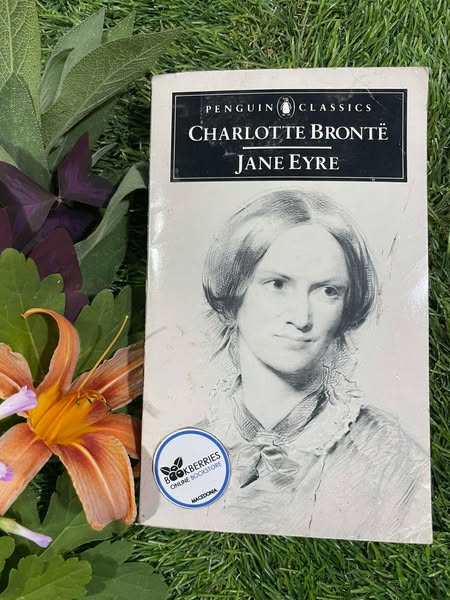 PENGUIN CLASSICS
CHARLOTTE BRONTË
JANE EYRE
BOOKBERRIES
ONLINE BOOKSTORE
MACEDONIA